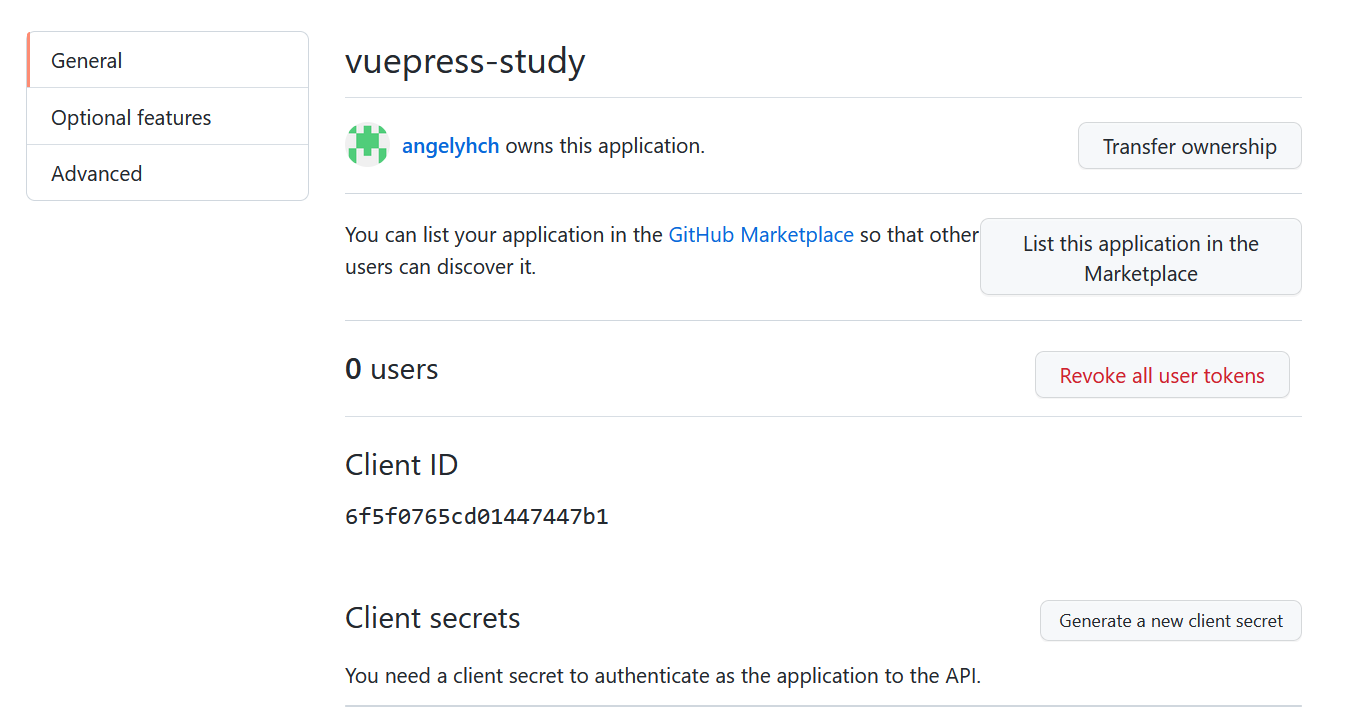 General
Optional features
Advanced
vuepress-study
angelyhch owns this application.
Transfer ownership
You can list your application in the GitHub Marketplace so that other
users can discover it.
List this application in the
Marketplace
0 users
Revoke all user tokens
Client ID
6f5f0765cd01447447b1
Client secrets
Generate a new client secret
You need a client secret to authenticate as the application to the API.